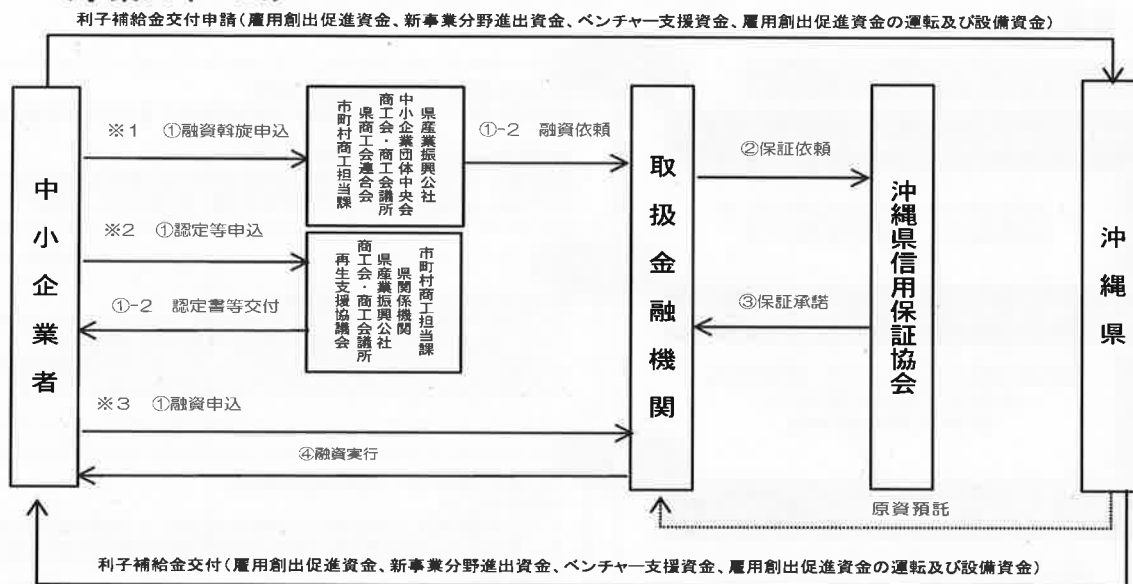 利子補給金交付申請(雇用創出促進資金、新事業分野進出資金、ベンチャー支援資金、雇用創出促進資金の運転及び設備資金)
中小企業者
※1 ①融資斡旋申込
県産業振興公社
中小企業団体中央会
商工会・商工会議所
県商工会連合会
市町村商工担当課
①-2 融資依頼
※2 ①認定等申込
①-2 認定書等交付
市町村商工担当課
県関係機関
県産業振興公社
商工会・商工会議所
再生支援協議会
※3 ①融資申込
④融資実行
取扱金融機関
②保証依頼
③保証承諾
沖縄県信用保証協会
沖縄県
原資預託
利子補給金交付(雇用創出促進資金、新事業分野進出資金、ベンチャー支援資金、雇用創出促進資金の運転及び設備資金)